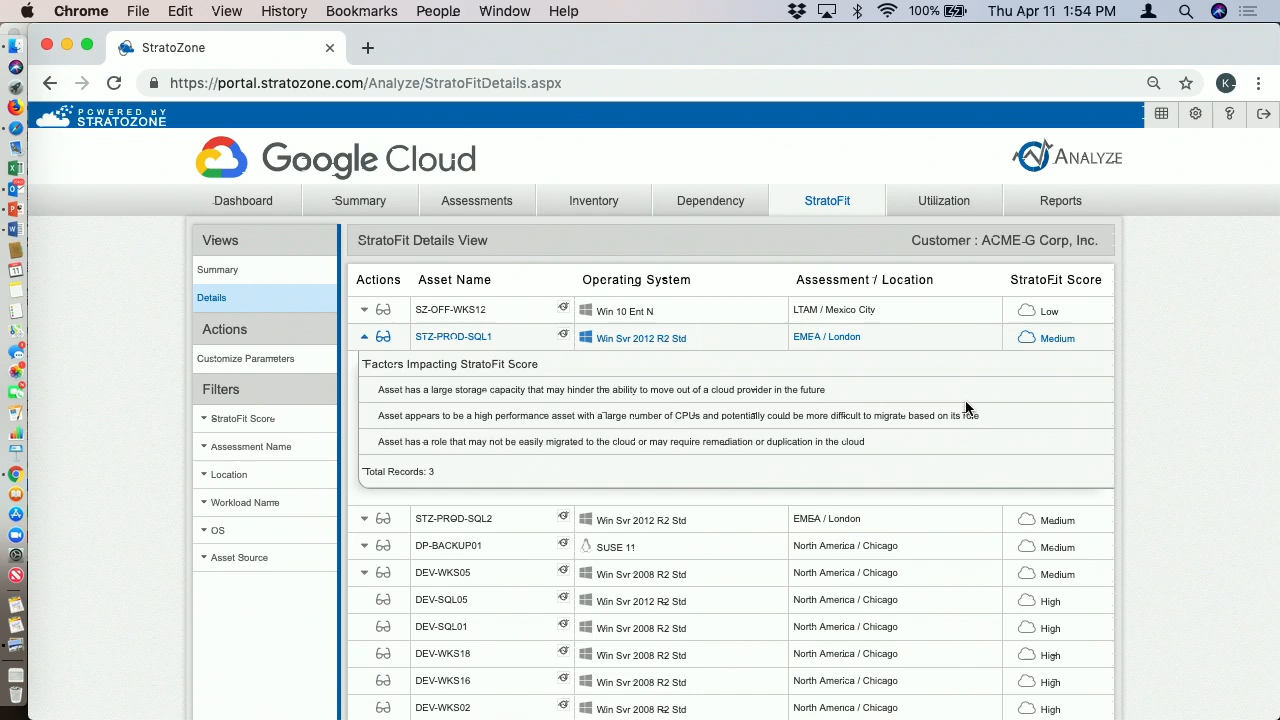 Chrome File Edit View History Bookmarks People Window Help 100% Thu Apr 11 1:54 PM
StratoZone
https://portal.stratozone.com/Analyze/StratoFitDetails.aspx K
POWERED BY
STRATOZONE
Google Cloud ANALYZE
Dashboard Summary Assessments Inventory Dependency StratoFit Utilization Reports
Views
Summary
Details
Actions
Customize Parameters
Filters
StratoFit Score
Assessment Name
Location
Workload Name
OS
Asset Source
StratoFit Details View Customer : ACME-G Corp, Inc.
Actions Asset Name Operating System Assessment / Location StratoFit Score
SZ-OFF-WKS12 Win 10 Ent N LTAM / Mexico City Low
STZ-PROD-SQL1 Win Svr 2012 R2 Std EMEA / London Medium
Factors Impacting StratoFit Score
Asset has a large storage capacity that may hinder the ability to move out of a cloud provider in the future
Asset appears to be a high performance asset with a large number of CPUs and potentially could be more difficult to migrate based on its role
Asset has a role that may not be easily migrated to the cloud or may require remediation or duplication in the cloud
Total Records: 3
STZ-PROD-SQL2 Win Svr 2012 R2 Std EMEA / London Medium
DP-BACKUP01 SUSE 11 North America / Chicago Medium
DEV-WKS05 Win Svr 2008 R2 Std North America / Chicago Medium
DEV-SQL05 Win Svr 2012 R2 Std North America / Chicago High
DEV-SQL01 Win Svr 2008 R2 Std North America / Chicago High
DEV-WKS18 Win Svr 2008 R2 Std North America / Chicago High
DEV-WKS16 Win Svr 2008 R2 Std North America / Chicago High
DEV-WKS02 Win Svr 2008 R2 Std North America / Chicago High